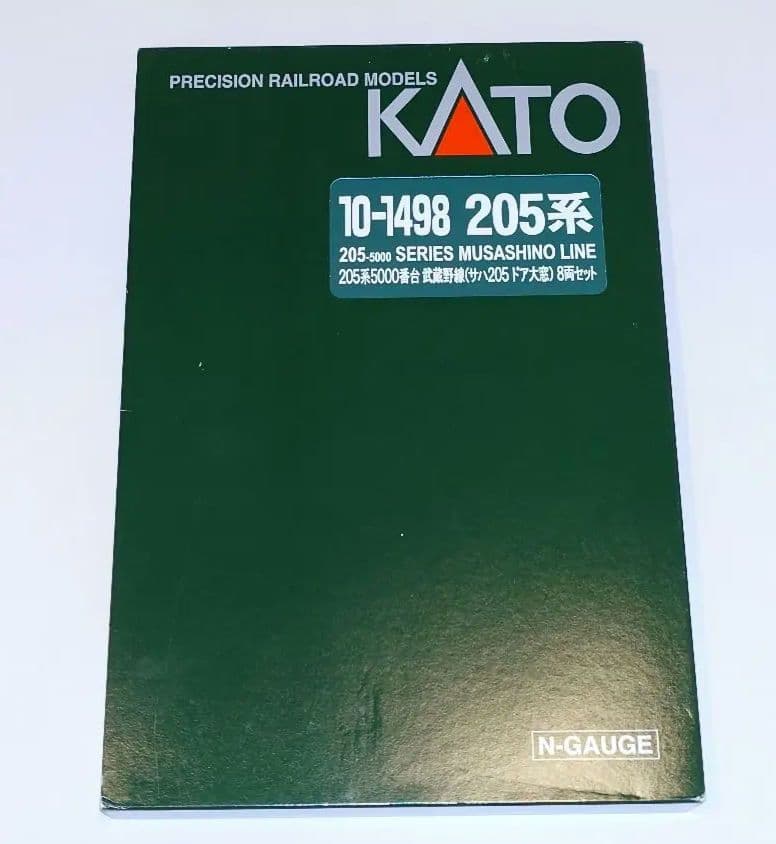 PRECISION RAILROAD MODELS
KATO
10-1498 205系
205-5000 SERIES MUSASHINO LINE
205系5000番台 武蔵野線(サハ205 ドア大窓) 8両セット
N-GAUGE